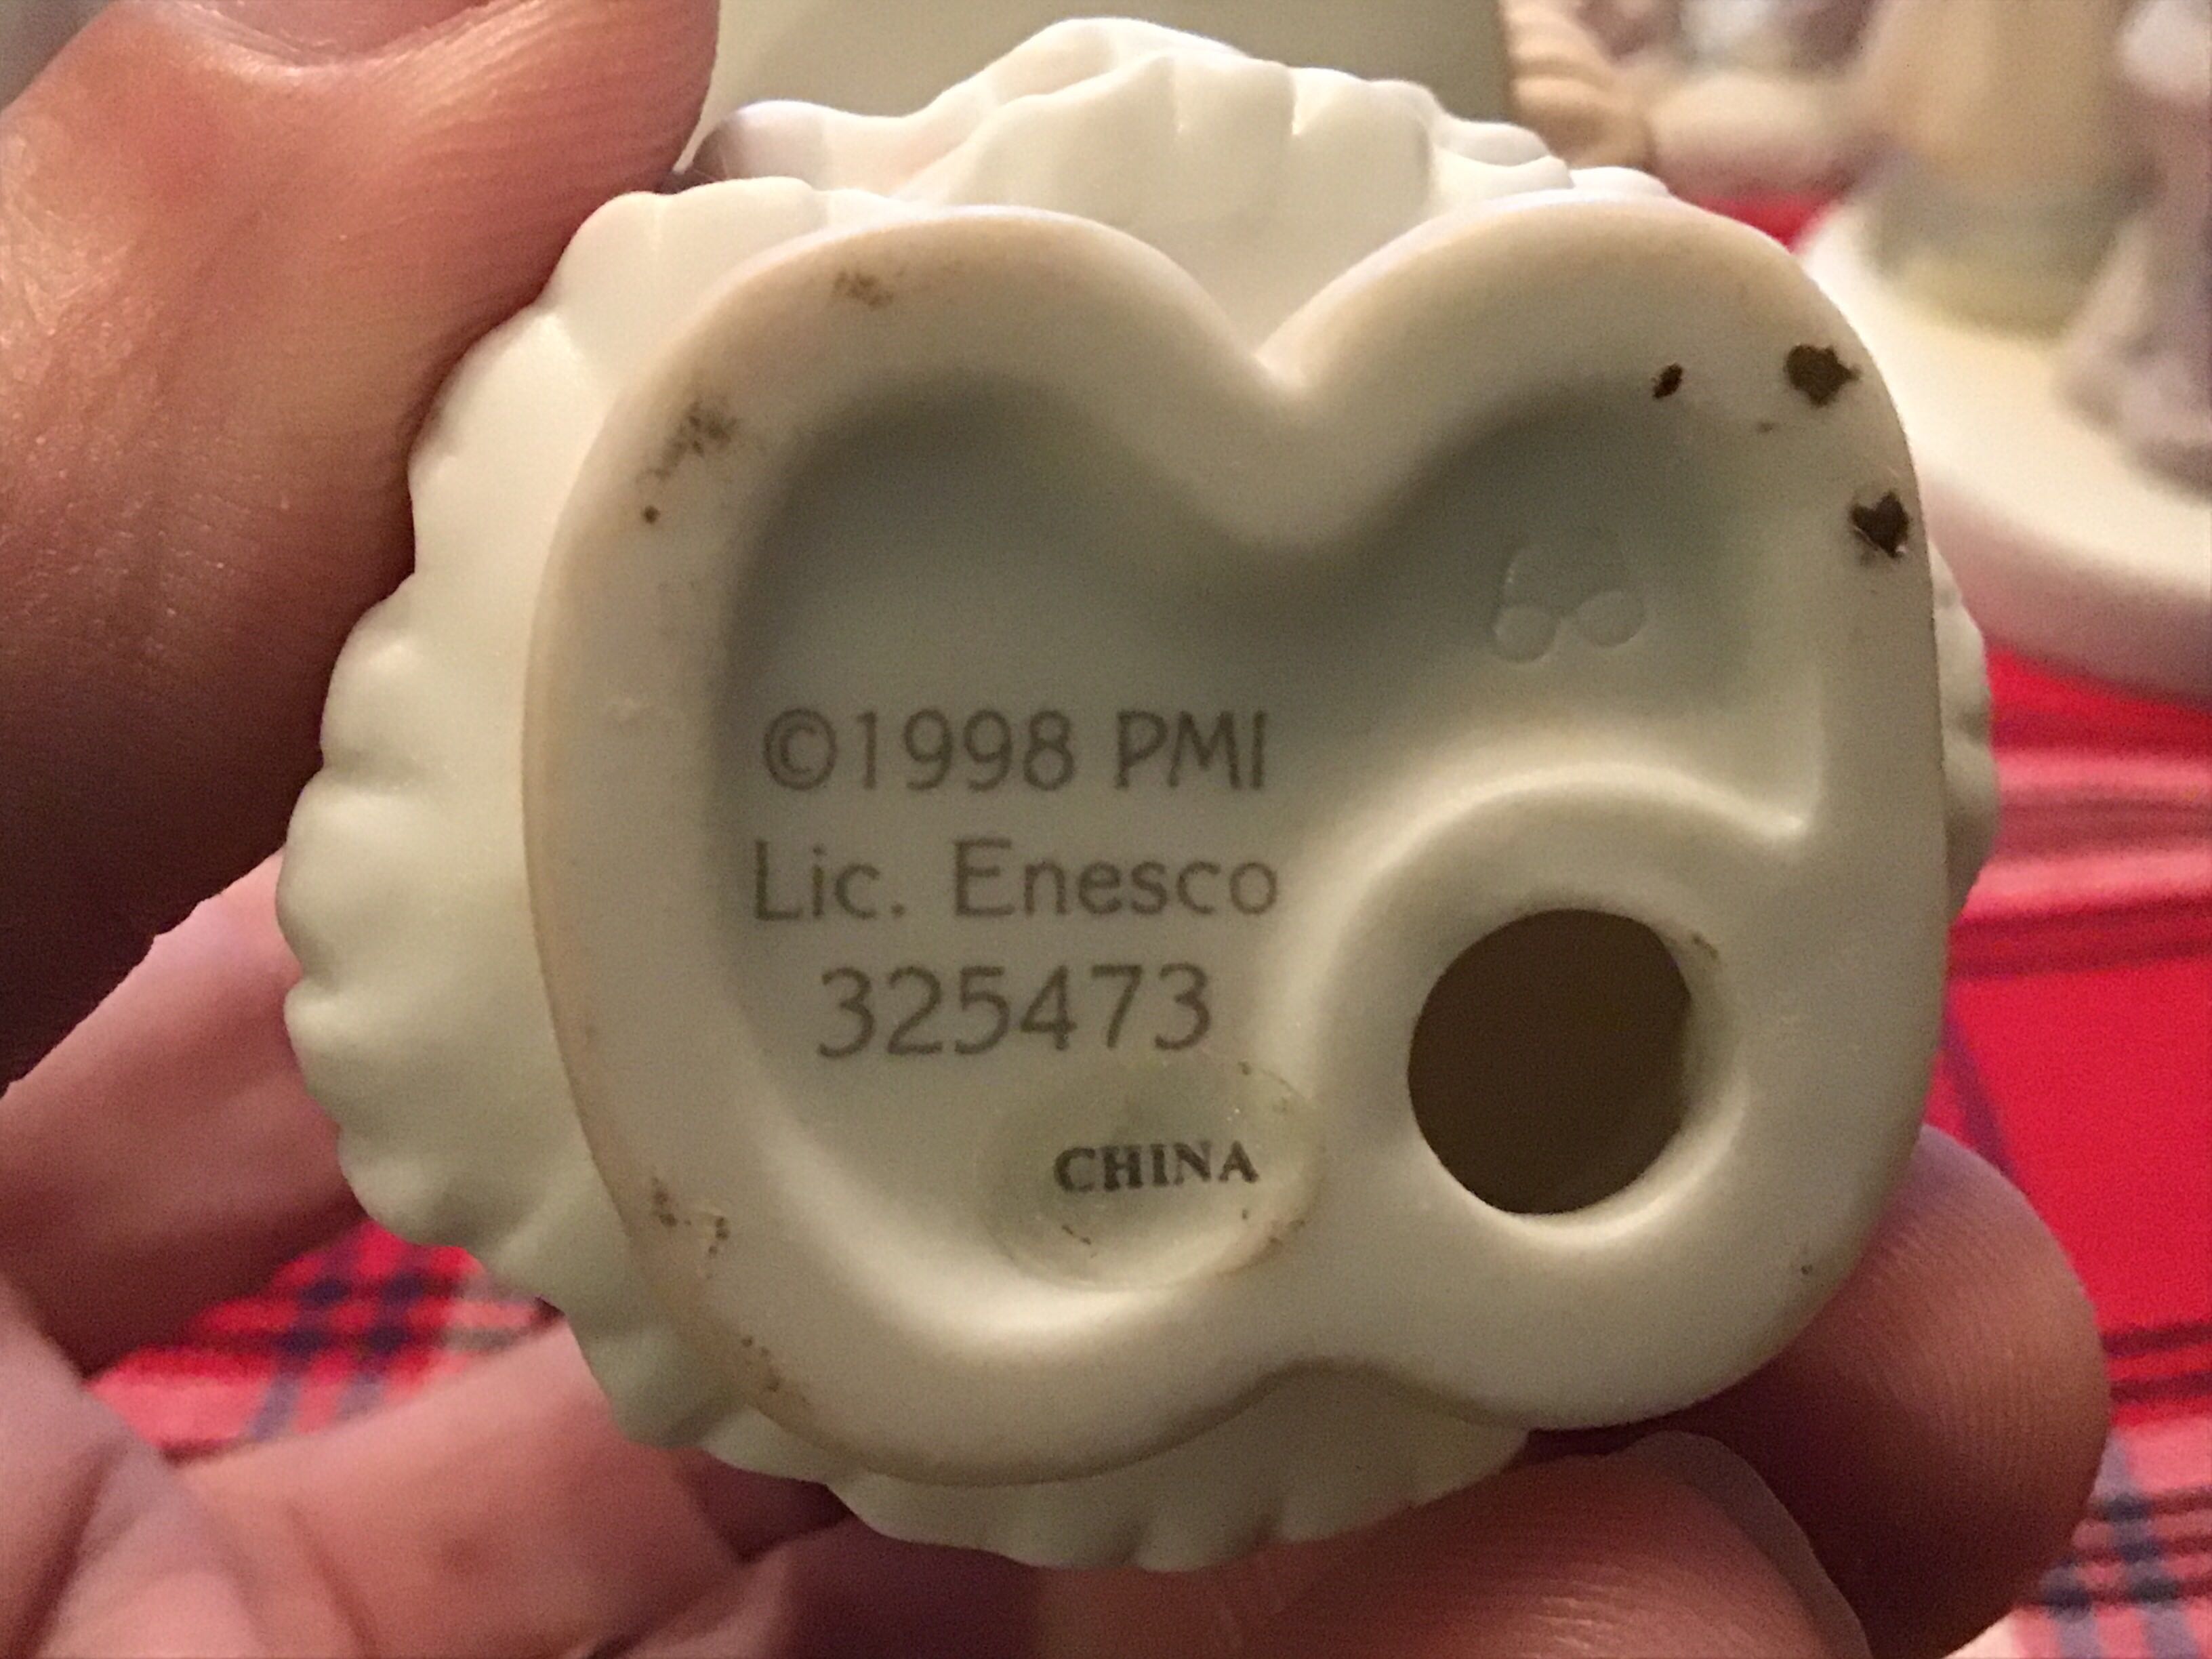 ©1998 PMI
Lic. Enesco
325473
CHINA